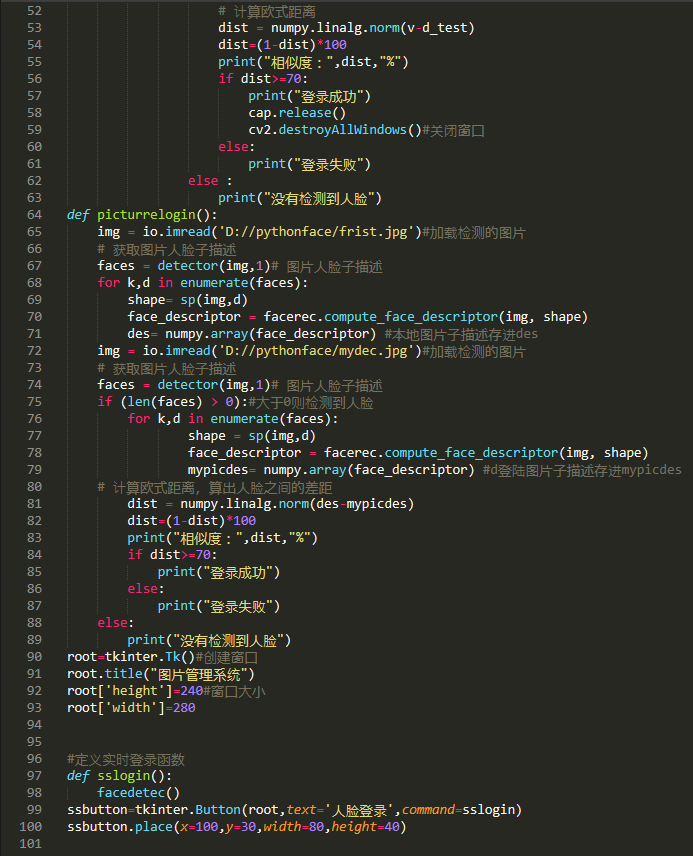 52 # 计算欧式距离
53 dist = numpy.linalg.norm(v-d_test)
54 dist=(1-dist)*100
55 print("相似度：",dist,"%")
56 if dist>=70:
57 print("登录成功")
58 cap.release()
59 cv2.destroyAllWindows()#关闭窗口
60 else:
61 print("登录失败")
62 else :
63 print("没有检测到人脸")
64 def picturrelogin():
65 img = io.imread('D://pythonface/frist.jpg')#加载检测的图片
66 # 获取图片人脸子描述
67 faces = detector(img,1)# 图片人脸子描述
68 for k,d in enumerate(faces):
69 shape= sp(img,d)
70 face_descriptor = facerec.compute_face_descriptor(img, shape)
71 des= numpy.array(face_descriptor) #本地图片子描述存进des
72 img = io.imread('D://pythonface/mydec.jpg')#加载检测的图片
73 # 获取图片人脸子描述
74 faces = detector(img,1)# 图片人脸子描述
75 if (len(faces) > 0):#大于0则检测到人脸
76 for k,d in enumerate(faces):
77 shape = sp(img,d)
78 face_descriptor = facerec.compute_face_descriptor(img, shape)
79 mypicdes= numpy.array(face_descriptor) #d登陆图片子描述存进mypicdes
80 # 计算欧式距离，算出人脸之间的差距
81 dist = numpy.linalg.norm(des-mypicdes)
82 dist=(1-dist)*100
83 print("相似度：",dist,"%")
84 if dist>=70:
85 print("登录成功")
86 else:
87 print("登录失败")
88 else:
89 print("没有检测到人脸")
90 root=tkinter.Tk()#创建窗口
91 root.title("图片管理系统")
92 root['height']=240#窗口大小
93 root['width']=280
94
95
96 #定义实时登录函数
97 def sslogin():
98 facedetec()
99 ssbutton=tkinter.Button(root,text='人脸登录',command=sslogin)
100 ssbutton.place(x=100,y=30,width=80,height=40)
101